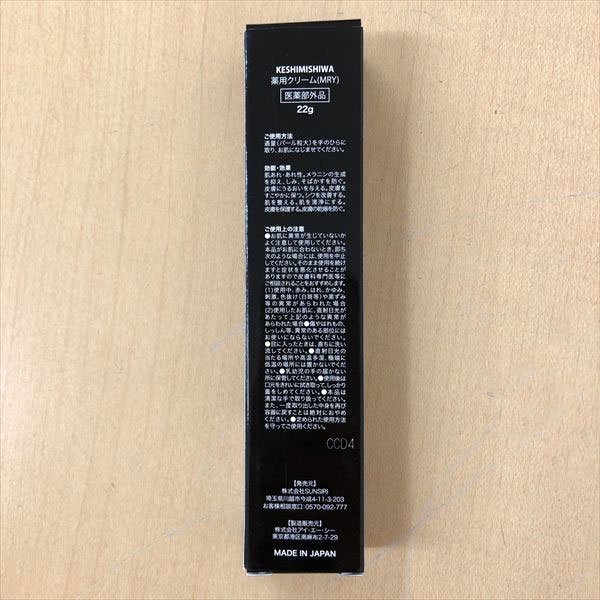 KESHIMISHIWA
薬用クリーム(MRY)
医薬部外品
22g
ご使用方法
適量(パール粒大)を手のひらに
取り、お肌になじませてください。
効能・効果
肌あれ・あれ性。メラニンの生成
を抑え、しみ、そばかすを防ぐ。
皮膚にうるおいを与える。皮膚を
すこやかに保つ。シワを改善する。
肌を整える。肌を清浄にする。
皮膚を保護する。皮膚の乾燥を防ぐ。
ご使用上の注意
●お肌に異常が生じていないか
よく注意して使用してください。
本品がお肌に合わないとき、即ち
次のような場合には、使用を中止
してください。そのまま使用を続け
ますと症状を悪化させることが
ありますので皮膚科専門医等に
ご相談されることをおすすめします。
(1)使用中、赤み、はれ、かゆみ、
刺激、色抜け(白斑等)や黒ずみ
等の異常があらわれた場合
(2)使用したお肌に、直射日光が
あたって上記のような異常が
あらわれた場合●傷やはれもの、
しっしん等、異常のある部位には
お使いにならないでください。
●目に入ったときは、直ちに洗い
流してください。●直射日光の
当たる場所や高温多湿、極端に
低温の場所には置かないでくだ
さい。●乳幼児の手の届かない
所に保管してください。●使用後は
口元をきれいに拭き取って、しっかり
蓋をしめてください。●本品は
清潔な手で取り扱ってください。
また、一度取り出した中身を再び
容器に戻すことは絶対におやめ
ください。●定められた使用方法
を守ってご使用ください。
CCD4
【発売元】
株式会社SUNSIRI
埼玉県川越市今成4-11-3-203
お客様相談窓口:0570-092-777
【製造販売元】
株式会社アイ・エー・シー
東京都港区南麻布2-7-29
MADE IN JAPAN